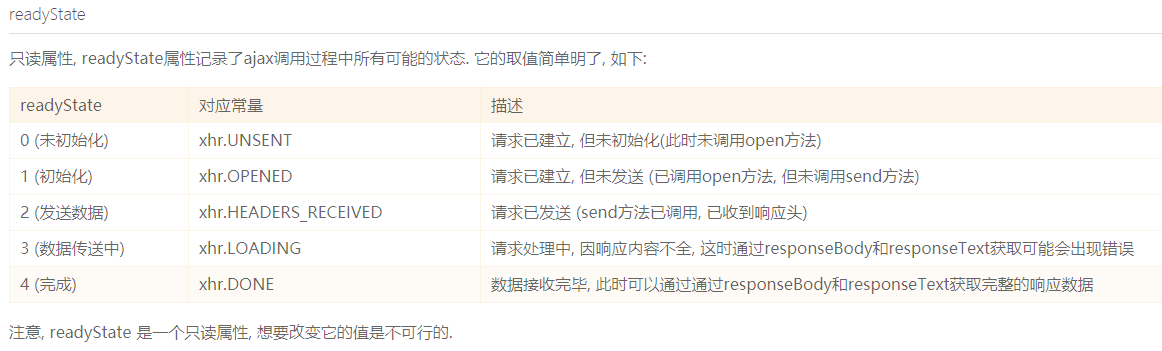 readyState
只读属性, readyState属性记录了ajax调用过程中所有可能的状态. 它的取值简单明了, 如下:
readyState 对应常量 描述
0 (未初始化) xhr.UNSENT 请求已建立, 但未初始化(此时未调用open方法)
1 (初始化) xhr.OPENED 请求已建立, 但未发送 (已调用open方法, 但未调用send方法)
2 (发送数据) xhr.HEADERS_RECEIVED 请求已发送 (send方法已调用, 已收到响应头)
3 (数据传送中) xhr.LOADING 请求处理中, 因响应内容不全, 这时通过responseBody和responseText获取可能会出现错误
4 (完成) xhr.DONE 数据接收完毕, 此时可以通过通过responseBody和responseText获取完整的响应数据
注意, readyState 是一个只读属性, 想要改变它的值是不可行的.